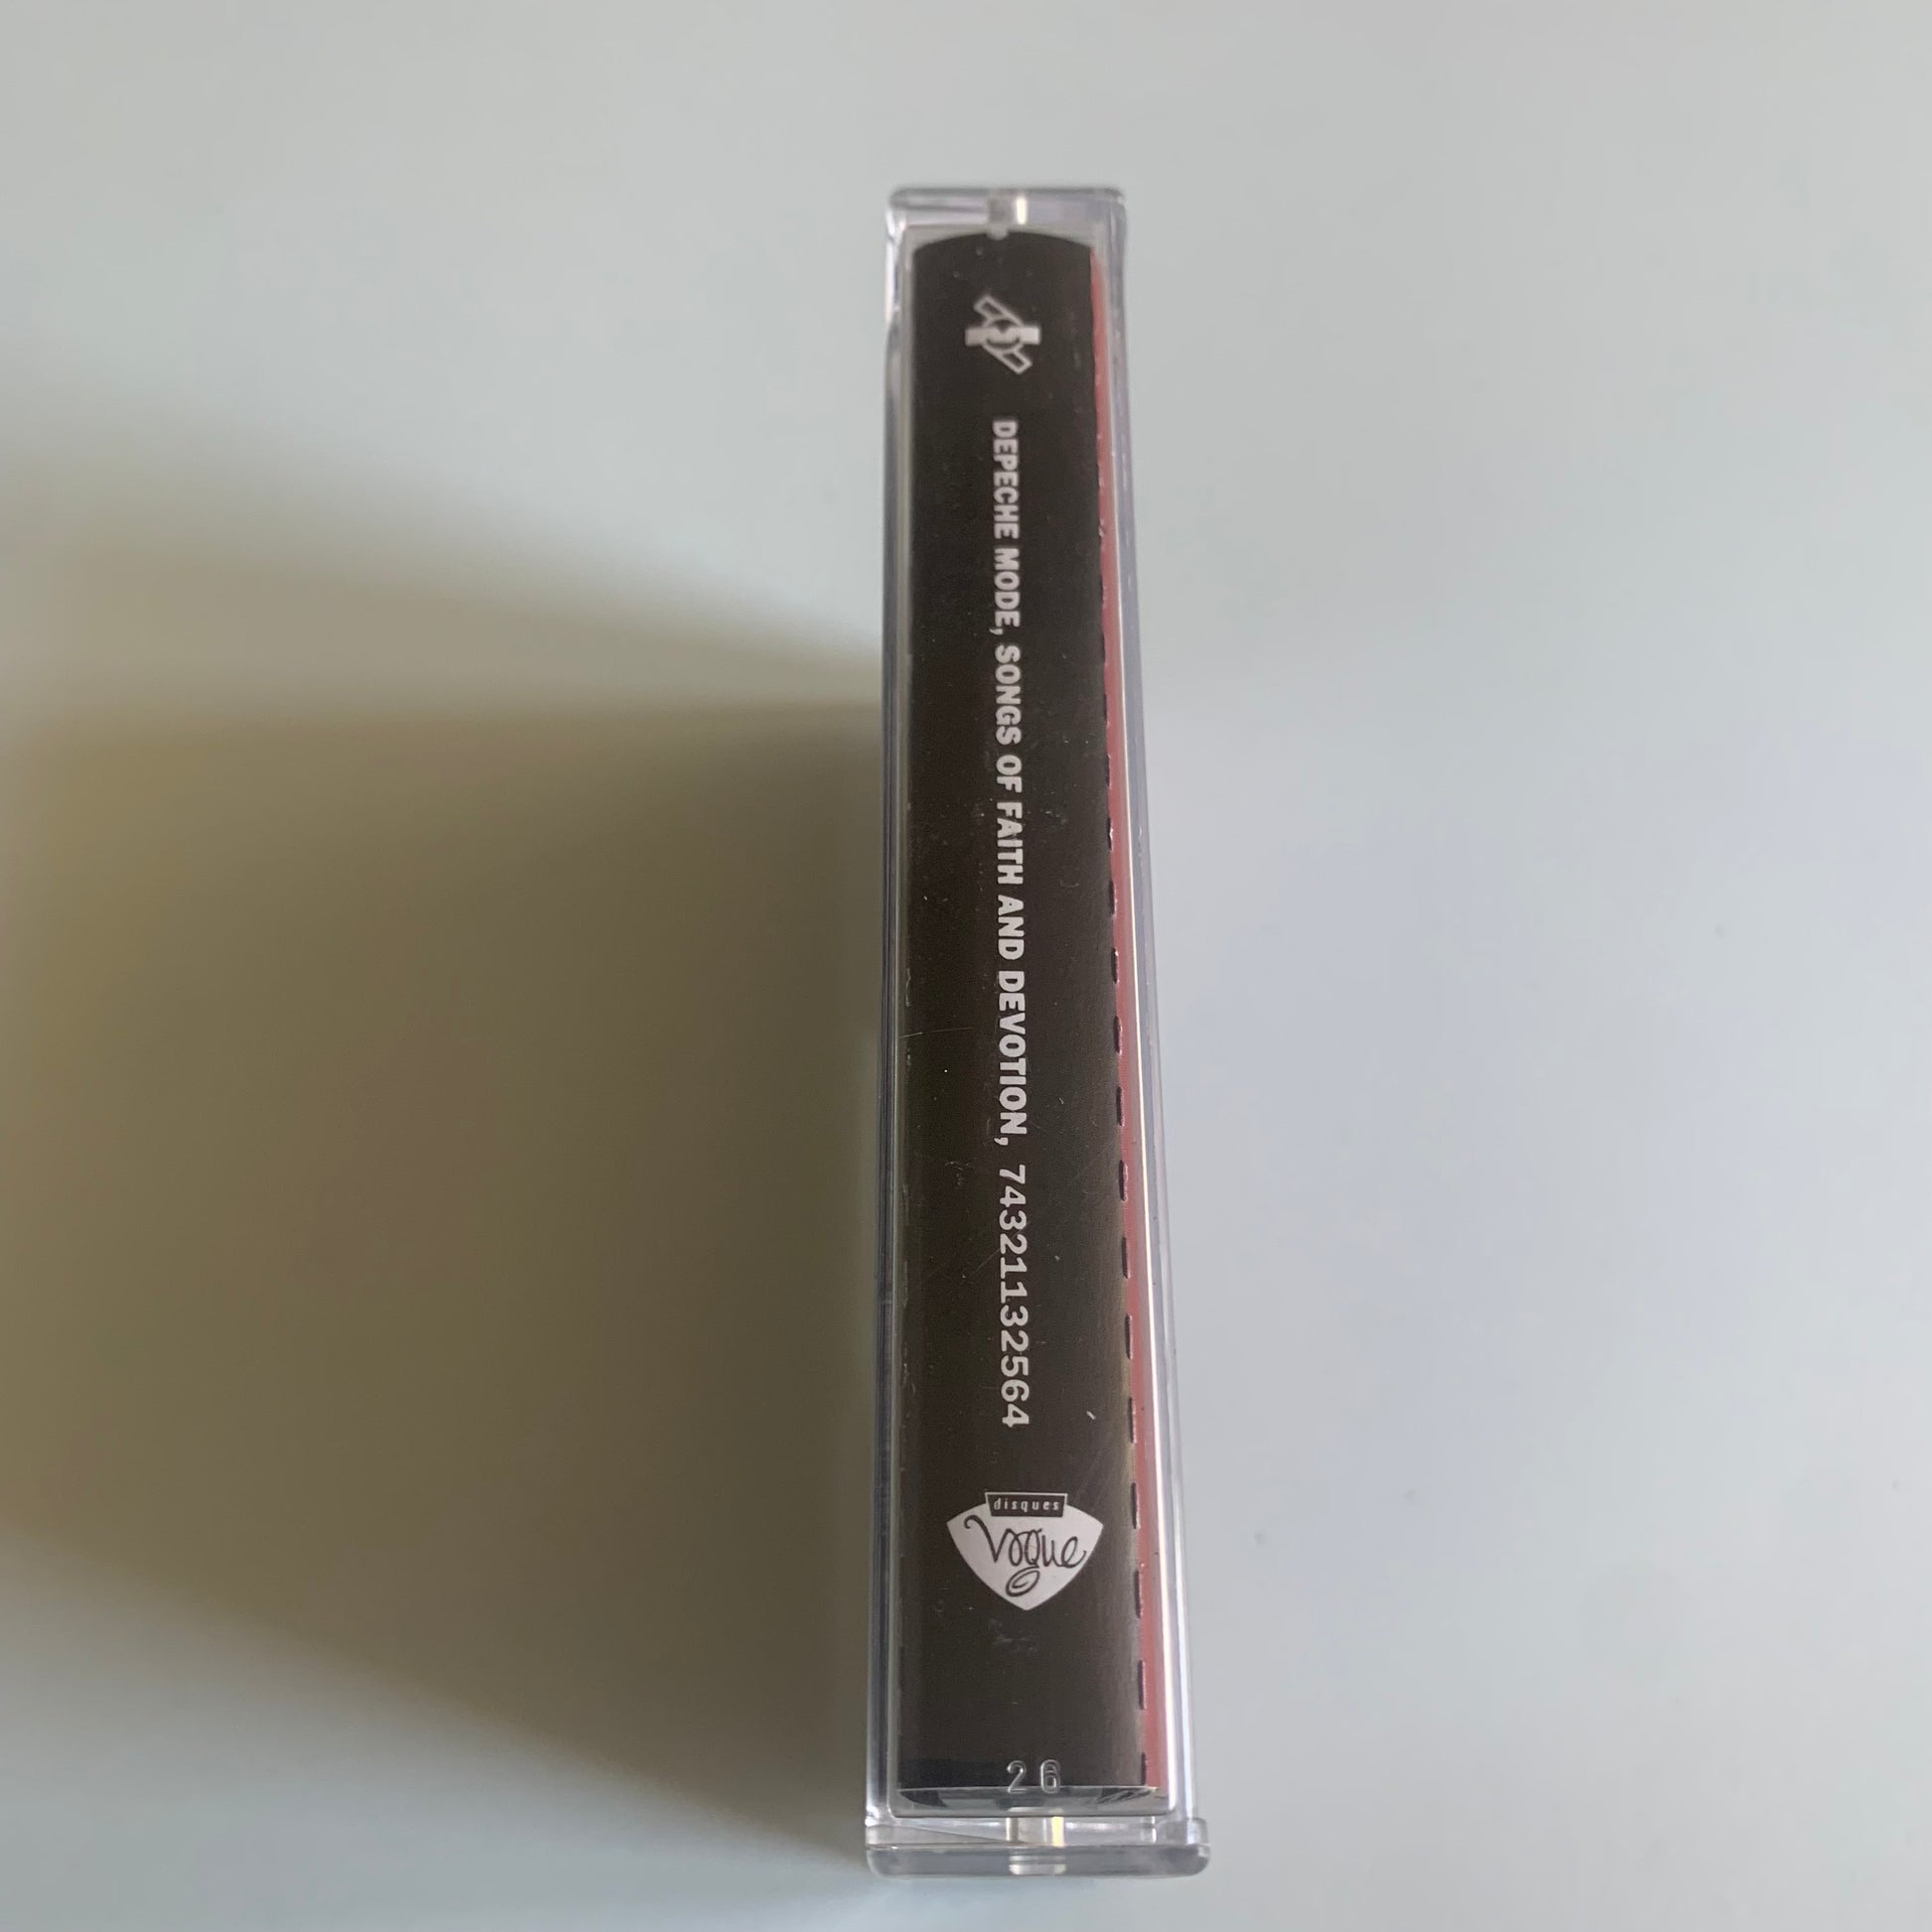 DEPECHE MODE, SONGS OF FAITH AND DEVOTION, 74321132564
disques
Vogue
26